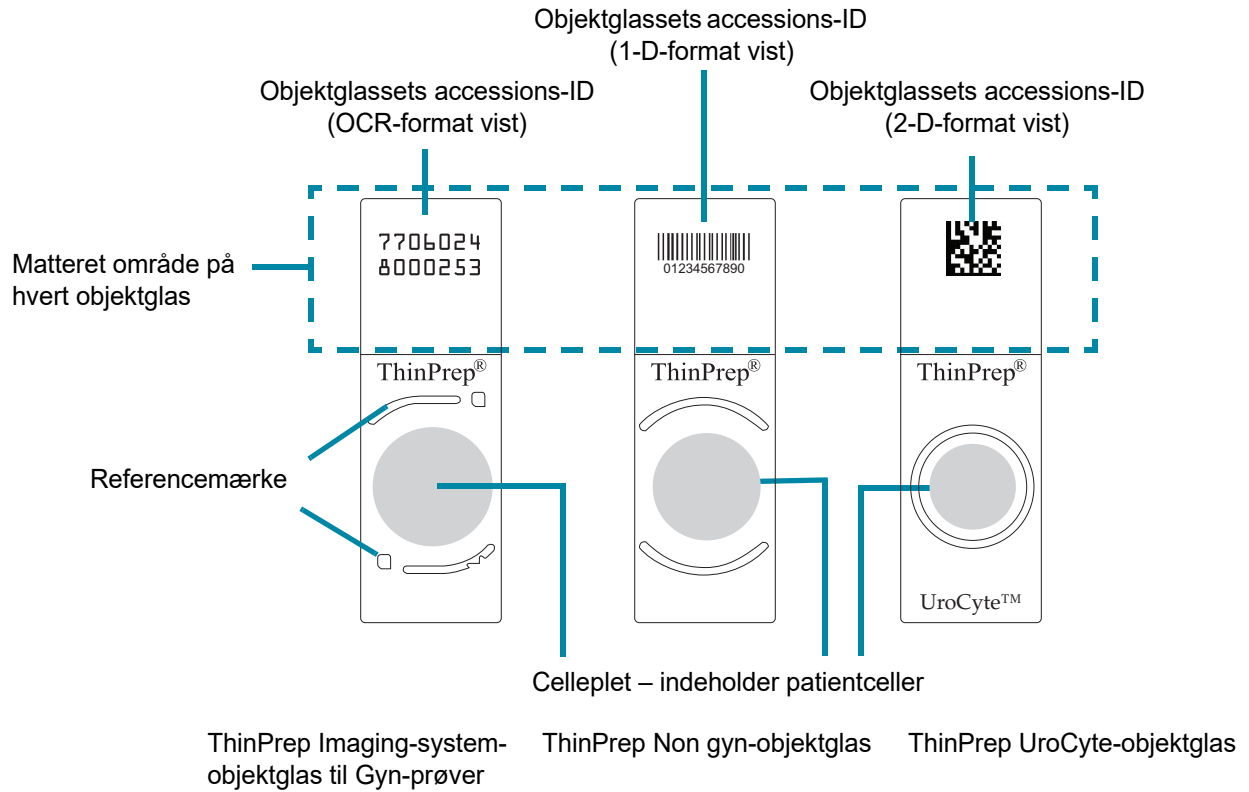 Objektglassets accessions-ID
(1-D-format vist)
Objektglassets accessions-ID
(OCR-format vist)
Objektglassets accessions-ID
(2-D-format vist)
Matteret område på
hvert objektglas
7706024
8000253
01234567890
ThinPrep®
ThinPrep®
ThinPrep®
Referencemærke
UroCyte™
Celleplet – indeholder patientceller
ThinPrep Imaging-system-
objektglas til Gyn-prøver
ThinPrep Non gyn-objektglas
ThinPrep UroCyte-objektglas